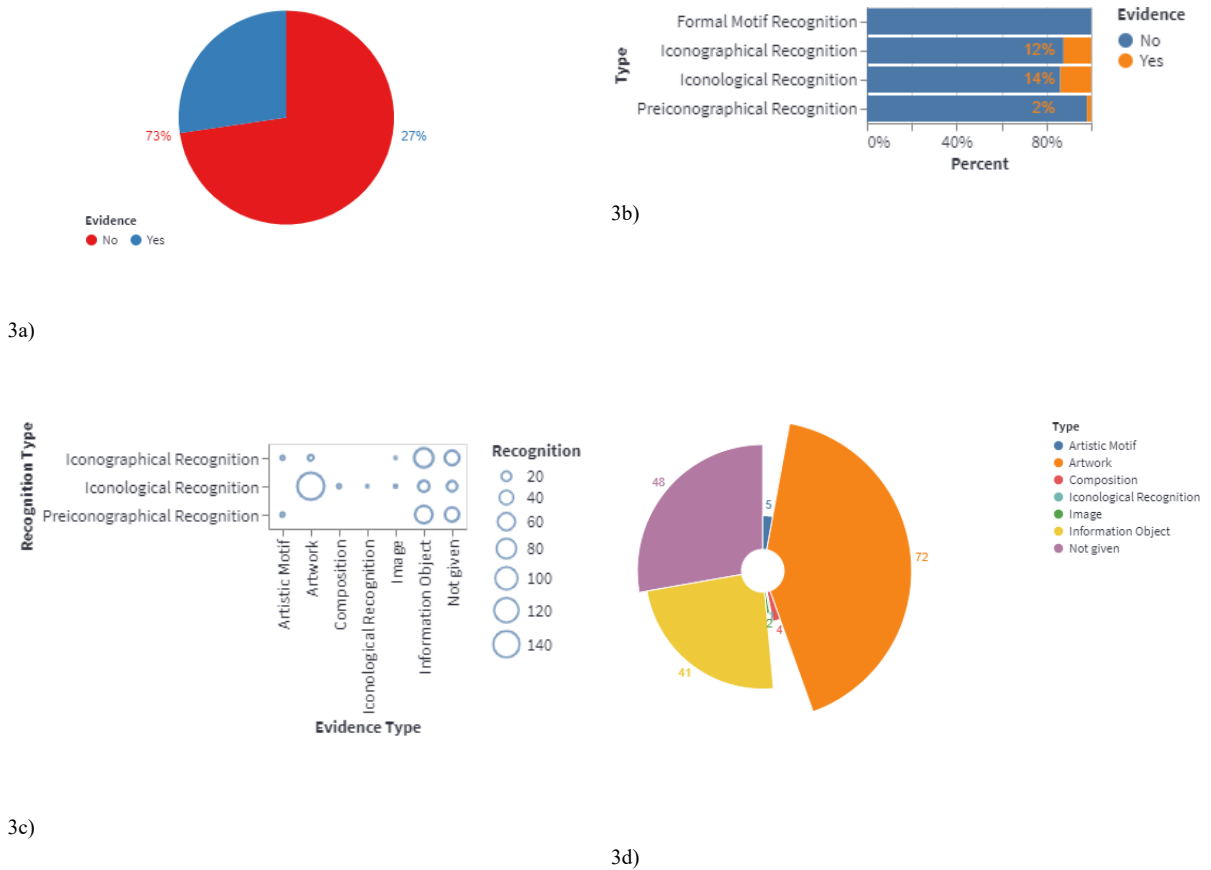 73%
27%
Evidence
No Yes
3a)
Type
Formal Motif Recognition
Iconographical Recognition
Iconological Recognition
Preiconographical Recognition
12%
14%
2%
0% 40% 80%
Percent
Evidence
No
Yes
3b)
Recognition Type
Iconographical Recognition
Iconological Recognition
Preiconographical Recognition
Artistic Motif
Artwork
Composition
Iconological Recognition
Image
Information Object
Not given
Evidence Type
Recognition
20
40
60
80
100
120
140
3c)
48
5
72
41
2
4
Type
Artistic Motif
Artwork
Composition
Iconological Recognition
Image
Information Object
Not given
3d)